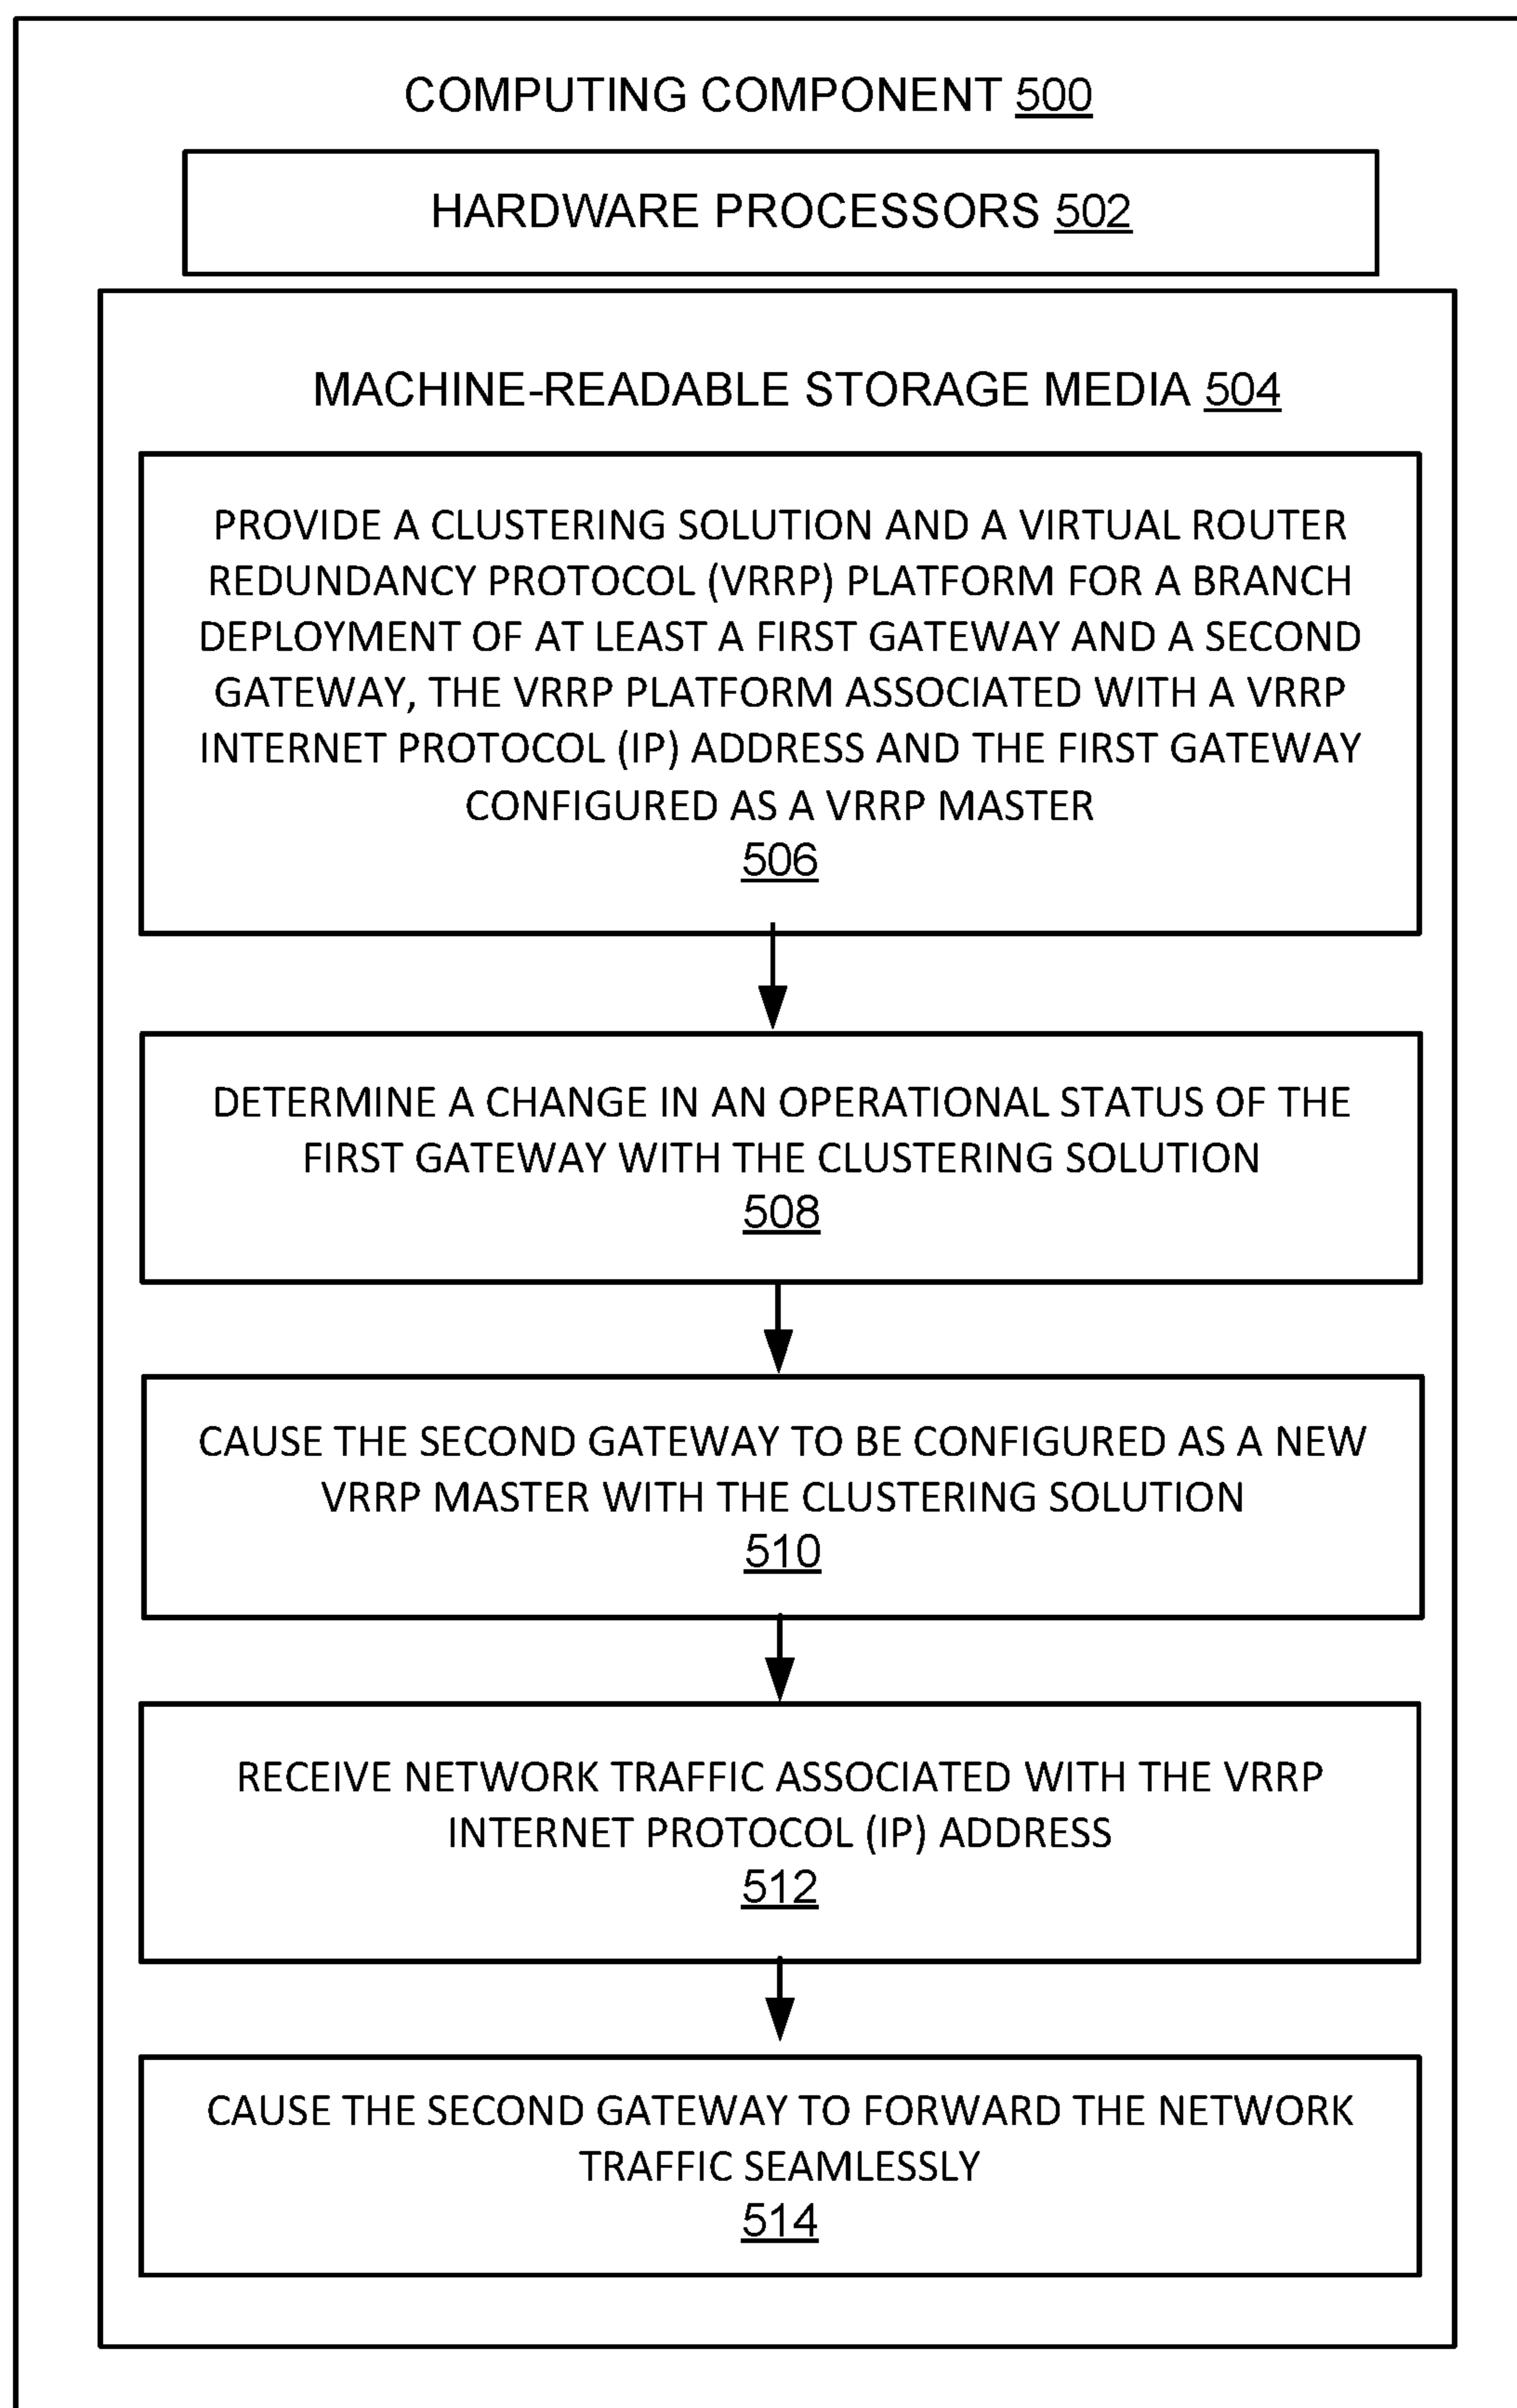 COMPUTING COMPONENT 500
HARDWARE PROCESSORS 502
MACHINE-READABLE STORAGE MEDIA 504
PROVIDE A CLUSTERING SOLUTION AND A VIRTUAL ROUTER
REDUNDANCY PROTOCOL (VRRP) PLATFORM FOR A BRANCH
DEPLOYMENT OF AT LEAST A FIRST GATEWAY AND A SECOND
GATEWAY, THE VRRP PLATFORM ASSOCIATED WITH A VRRP
INTERNET PROTOCOL (IP) ADDRESS AND THE FIRST GATEWAY
CONFIGURED AS A VRRP MASTER
506
DETERMINE A CHANGE IN AN OPERATIONAL STATUS OF THE
FIRST GATEWAY WITH THE CLUSTERING SOLUTION
508
CAUSE THE SECOND GATEWAY TO BE CONFIGURED AS A NEW
VRRP MASTER WITH THE CLUSTERING SOLUTION
510
RECEIVE NETWORK TRAFFIC ASSOCIATED WITH THE VRRP
INTERNET PROTOCOL (IP) ADDRESS
512
CAUSE THE SECOND GATEWAY TO FORWARD THE NETWORK
TRAFFIC SEAMLESSLY
514